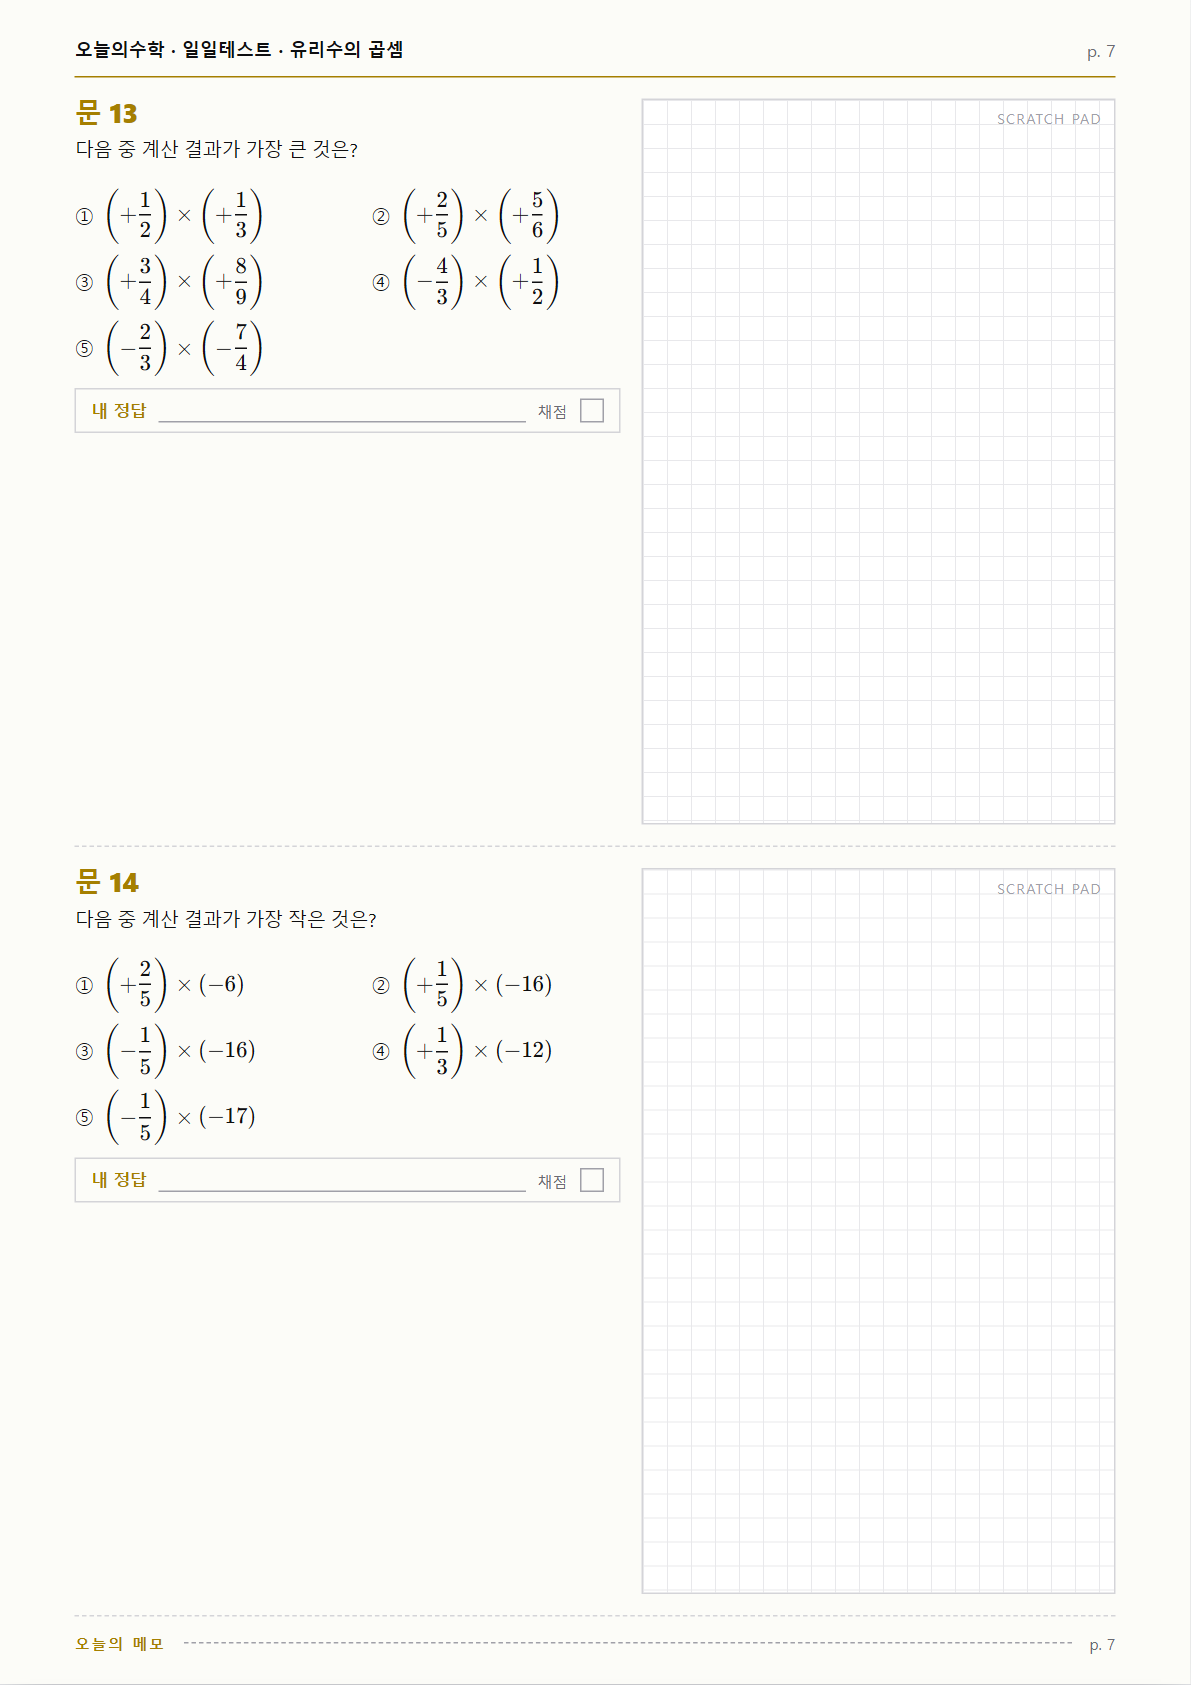 오늘의수학 · 일일테스트 · 유리수의 곱셈 p. 7
문 13
다음 중 계산 결과가 가장 큰 것은?
① (+1/2) × (+1/3) ② (+2/5) × (+5/6)
③ (+3/4) × (+8/9) ④ (−4/3) × (+1/2)
⑤ (−2/3) × (−7/4)
내 정답 채점
SCRATCH PAD
문 14
다음 중 계산 결과가 가장 작은 것은?
① (+2/5) × (−6) ② (+1/5) × (−16)
③ (−1/5) × (−16) ④ (+1/3) × (−12)
⑤ (−1/5) × (−17)
내 정답 채점
SCRATCH PAD
오늘의 메모 p. 7